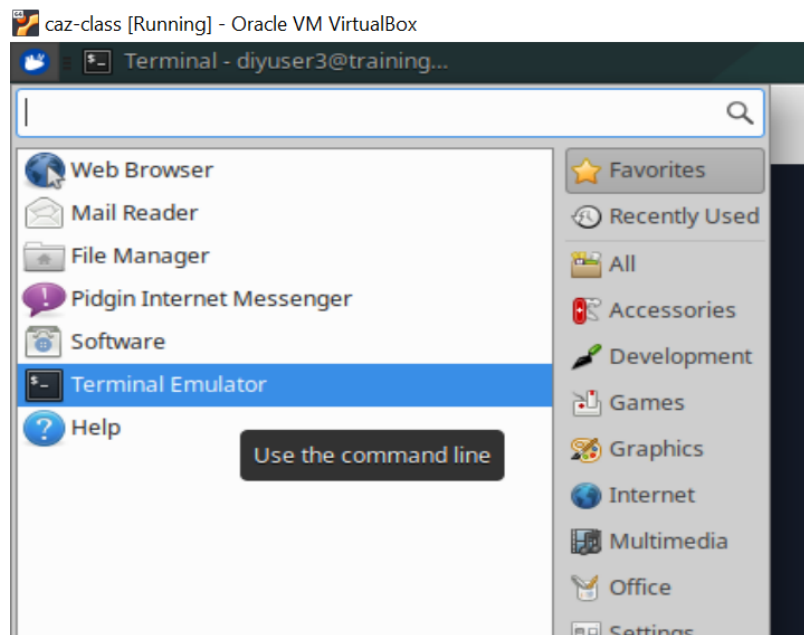 caz-class [Running] - Oracle VM VirtualBox
Terminal - diyuser3@training...
Web Browser
Mail Reader
File Manager
Pidgin Internet Messenger
Software
Terminal Emulator
Help
Use the command line
Favorites
Recently Used
All
Accessories
Development
Games
Graphics
Internet
Multimedia
Office
Settings